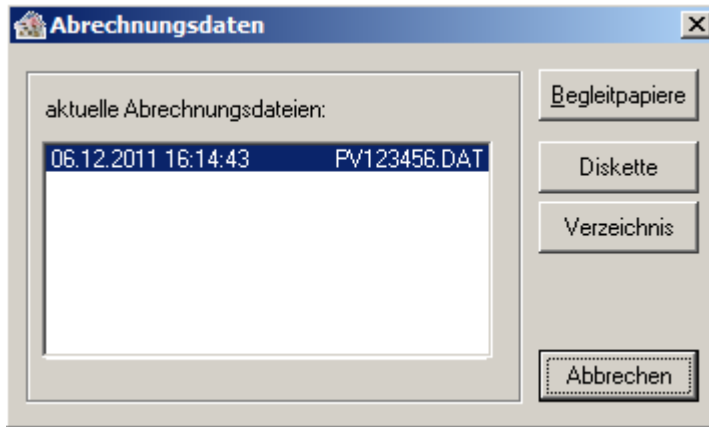 Abrechnungsdaten
aktuelle Abrechnungsdateien:
06.12.2011 16:14:43 PV123456.DAT
Begleitpapiere
Diskette
Verzeichnis
Abbrechen